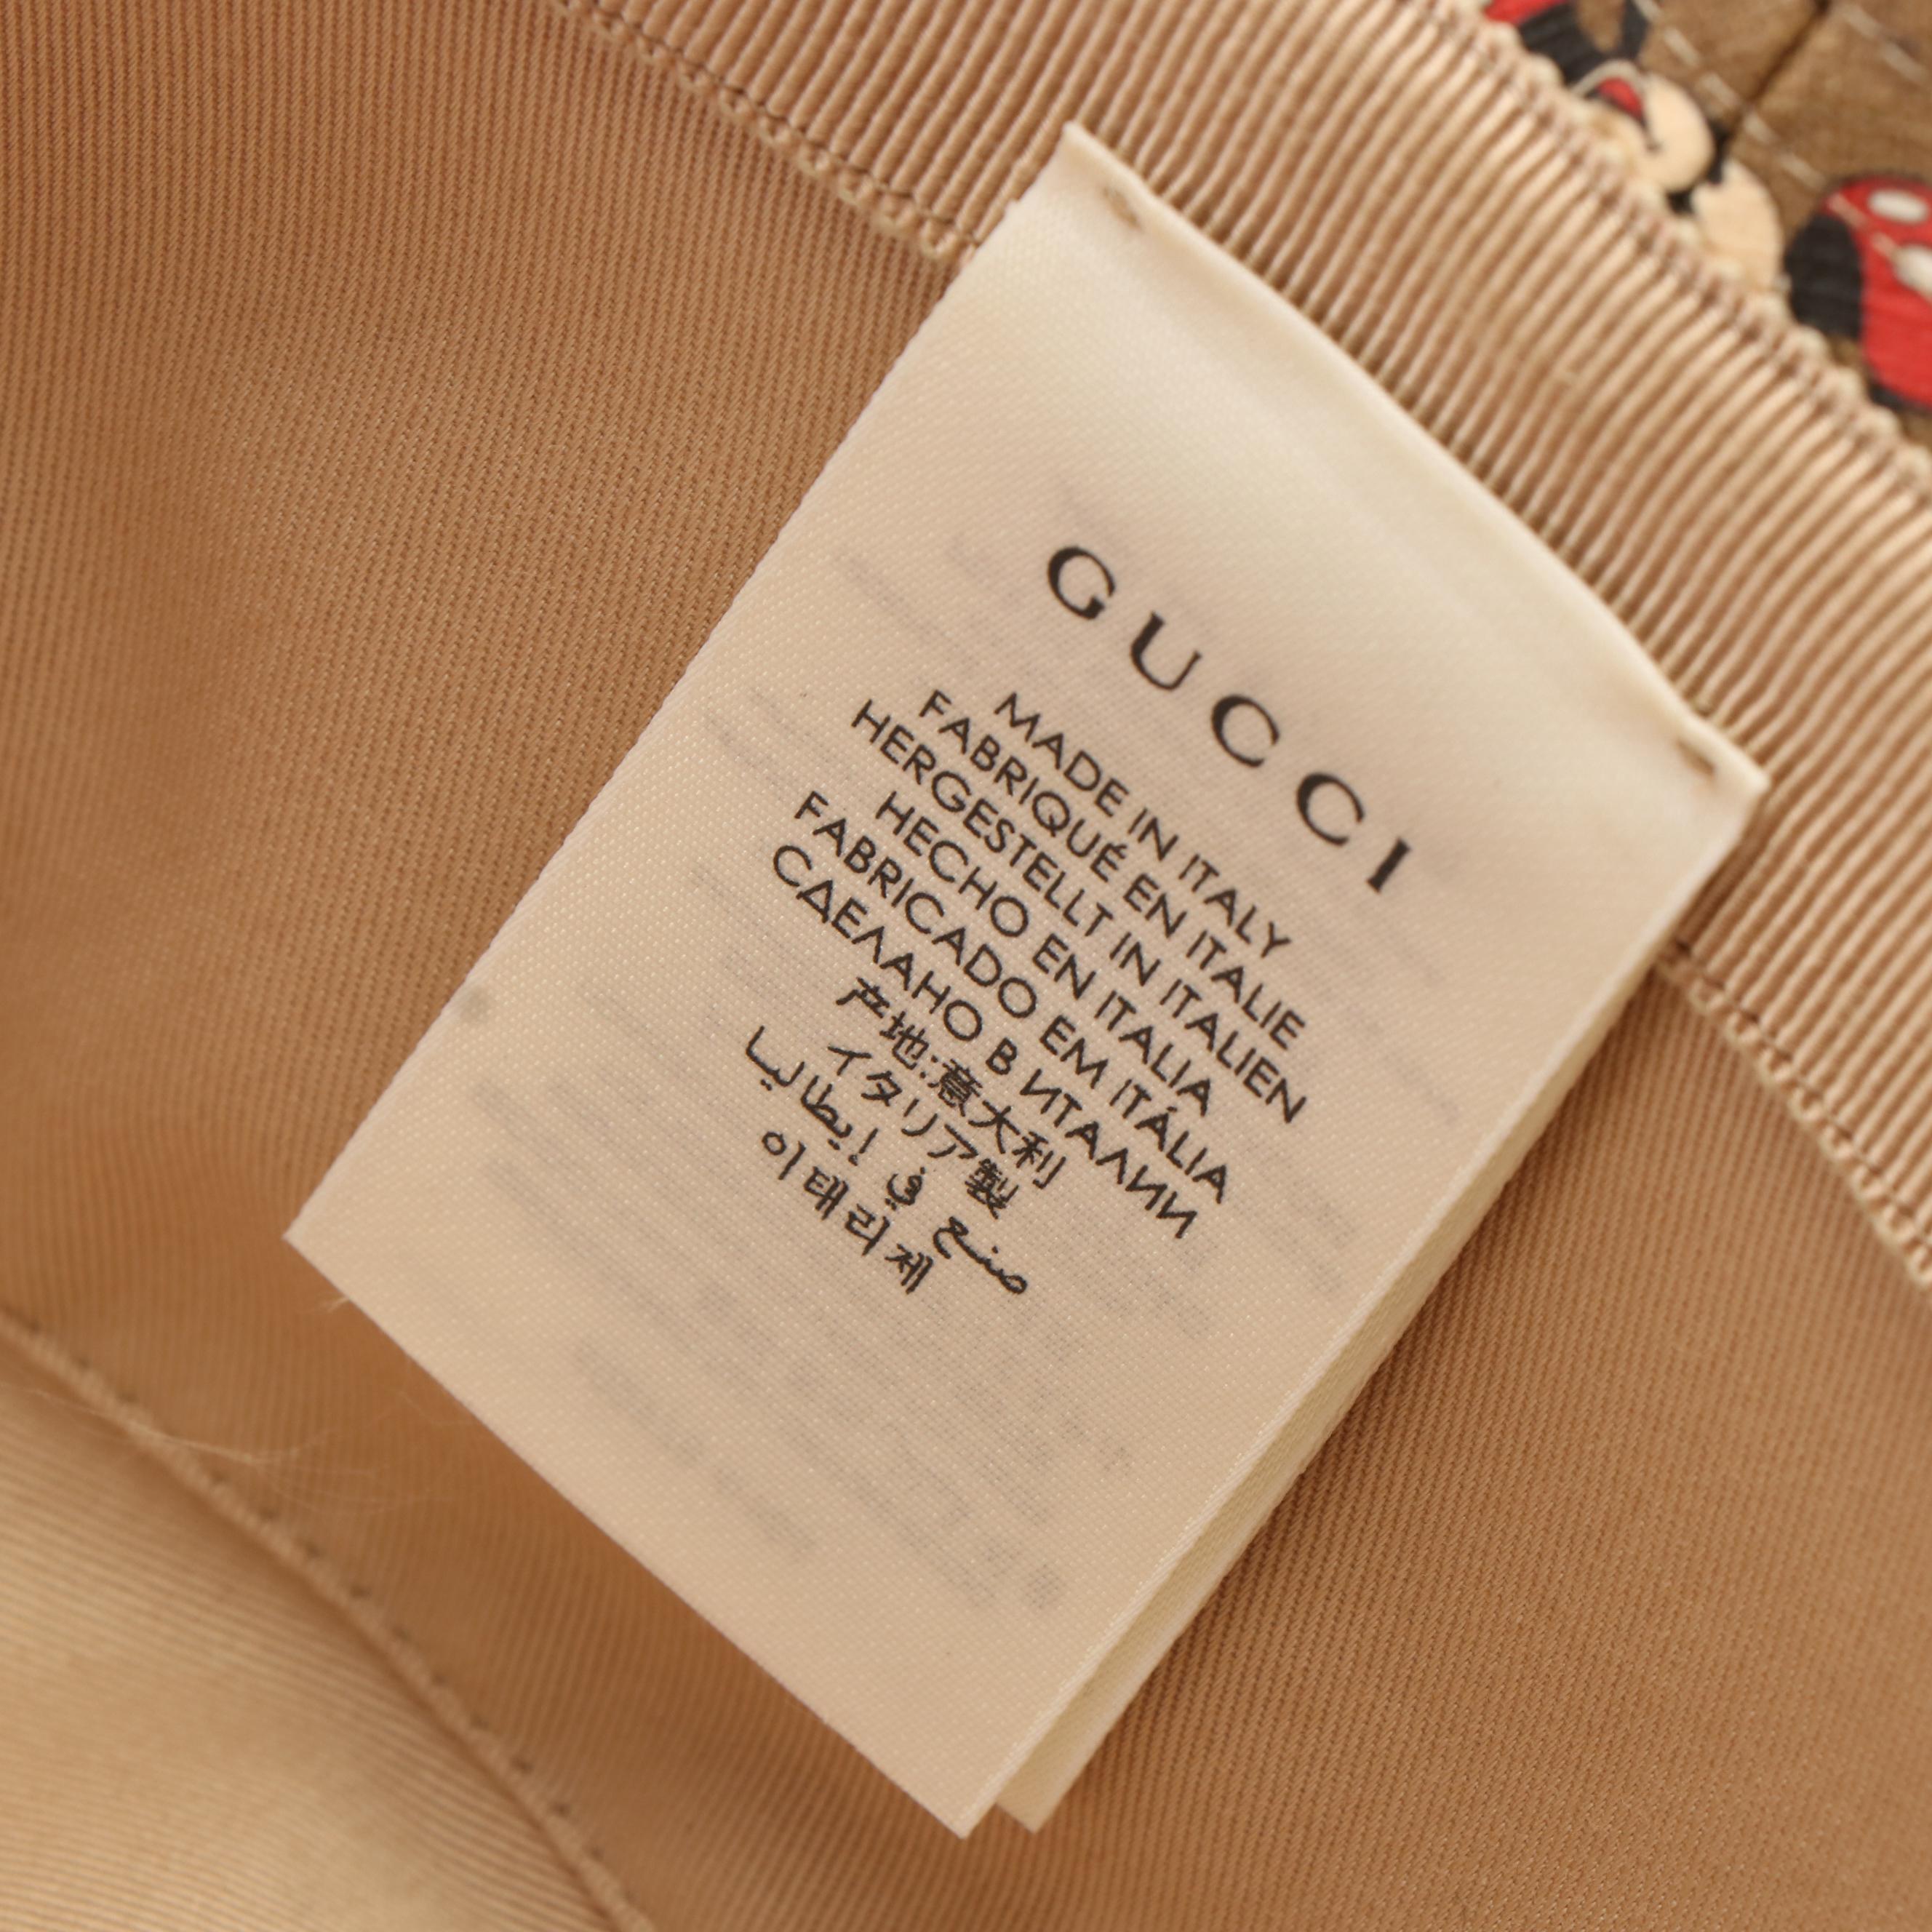 GUCCI
MADE IN ITALY
FABRIQUÉ EN ITALIE
HERGESTELLT IN ITALIEN
HECHO EN ITALIA
FABRICADO EM ITÁLIA
СДЕЛАНО В ИТАЛИИ
产地:意大利
イタリア製
صنع في إيطاليا
이태리제